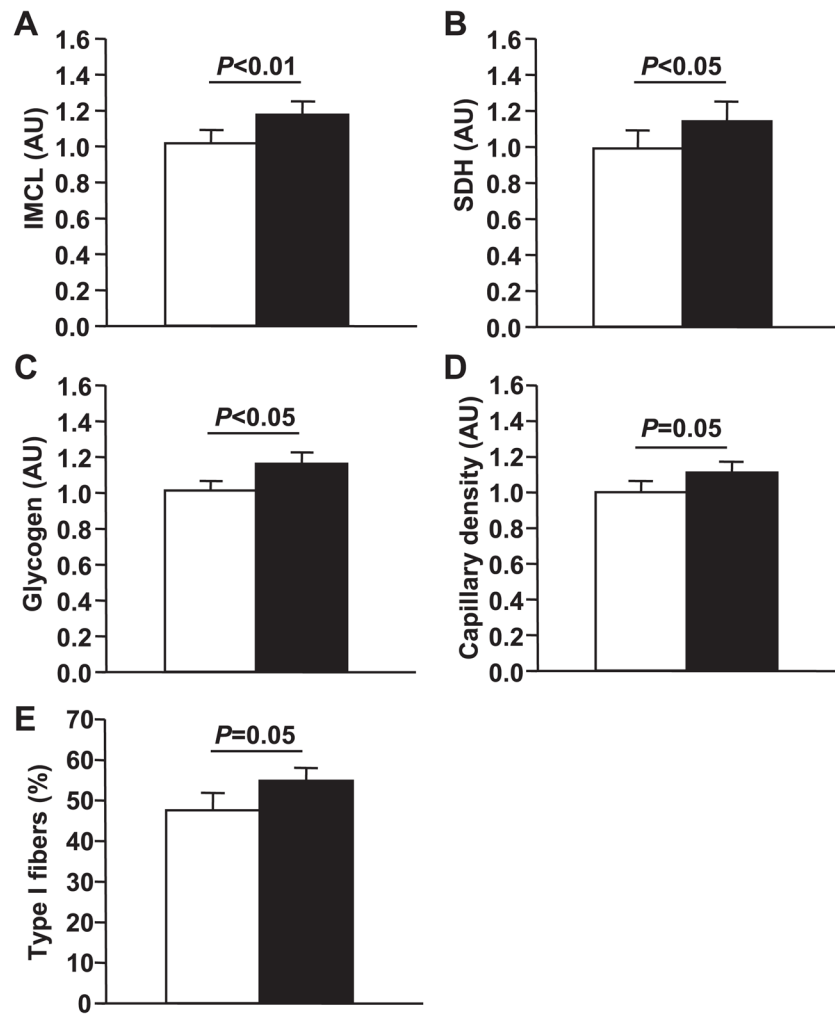 A
IMCL (AU)
1.6
1.4
1.2
1.0
0.8
0.6
0.4
0.2
0.0
P<0.01
B
SDH (AU)
1.6
1.4
1.2
1.0
0.8
0.6
0.4
0.2
0.0
P<0.05
C
Glycogen (AU)
1.6
1.4
1.2
1.0
0.8
0.6
0.4
0.2
0.0
P<0.05
D
Capillary density (AU)
1.6
1.4
1.2
1.0
0.8
0.6
0.4
0.2
0.0
P=0.05
E
Type I fibers (%)
70
60
50
40
30
20
10
0
P=0.05